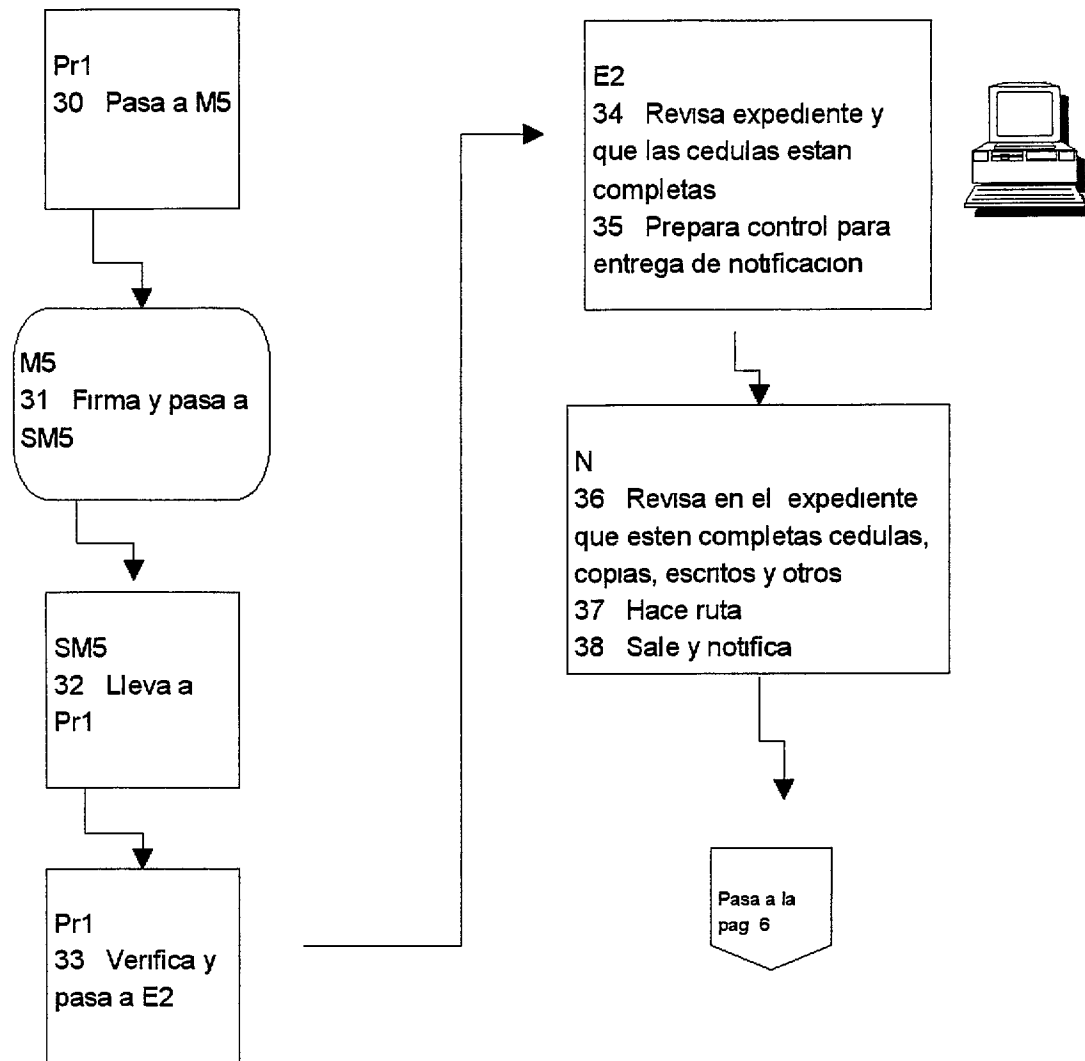 Pr1
30 Pasa a M5
M5
31 Firma y pasa a
SM5
SM5
32 Lleva a
Pr1
Pr1
33 Verifica y
pasa a E2
E2
34 Revisa expediente y
que las cedulas estan
completas
35 Prepara control para
entrega de notificacion
N
36 Revisa en el expediente
que esten completas cedulas,
copias, escritos y otros
37 Hace ruta
38 Sale y notifica
Pasa a la
pag 6